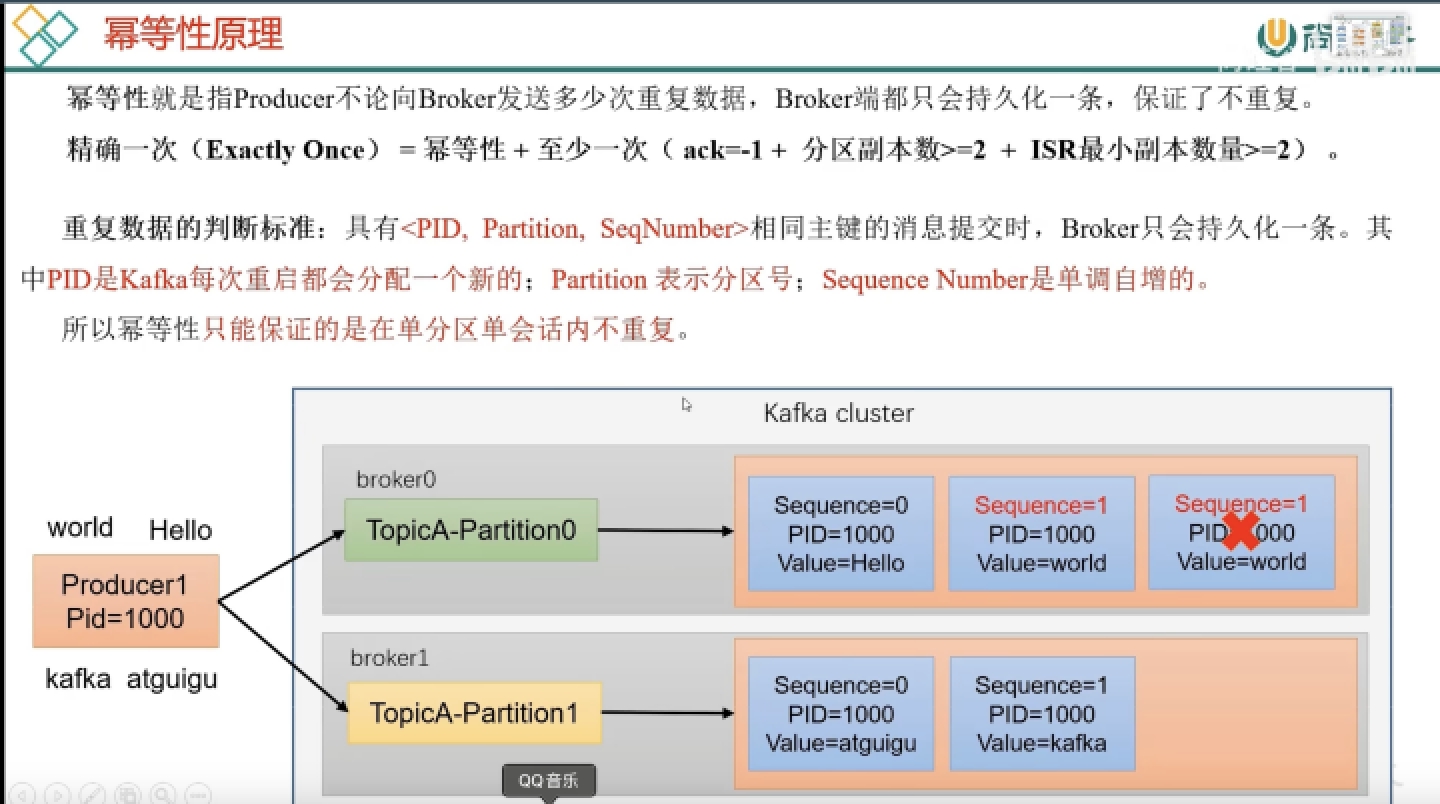 幂等性原理
幂等性就是指Producer不论向Broker发送多少次重复数据，Broker端都只会持久化一条，保证了不重复。
精确一次（Exactly Once） = 幂等性 + 至少一次（ ack=-1 + 分区副本数>=2 + ISR最小副本数量>=2） 。
重复数据的判断标准：具有<PID, Partition, SeqNumber>相同主键的消息提交时，Broker只会持久化一条。其
中PID是Kafka每次重启都会分配一个新的；Partition 表示分区号；Sequence Number是单调自增的。
所以幂等性只能保证的是在单分区单会话内不重复。
Kafka cluster
broker0
TopicA-Partition0
Sequence=0
PID=1000
Value=Hello
Sequence=1
PID=1000
Value=world
Sequence=1
PID=1000
Value=world
world Hello
Producer1
Pid=1000
kafka atguigu
broker1
TopicA-Partition1
Sequence=0
PID=1000
Value=atguigu
Sequence=1
PID=1000
Value=kafka
QQ音乐